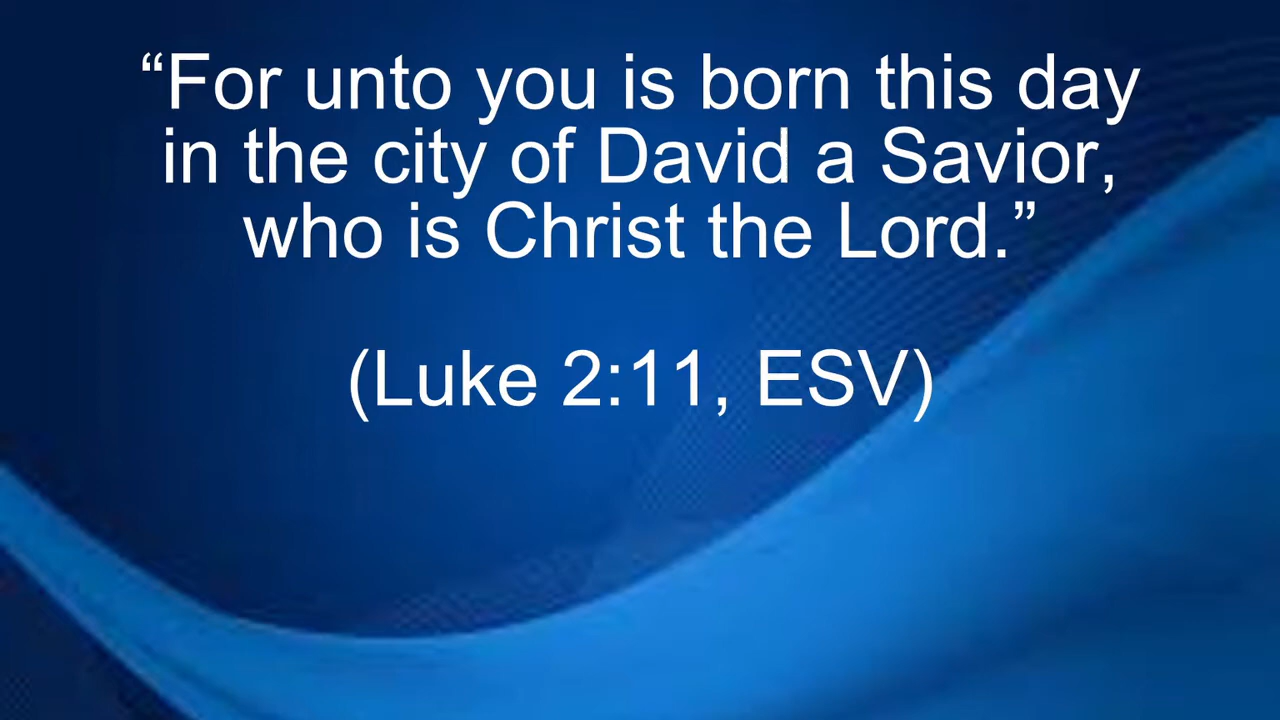 “For unto you is born this day
in the city of David a Savior,
who is Christ the Lord.”
(Luke 2:11, ESV)